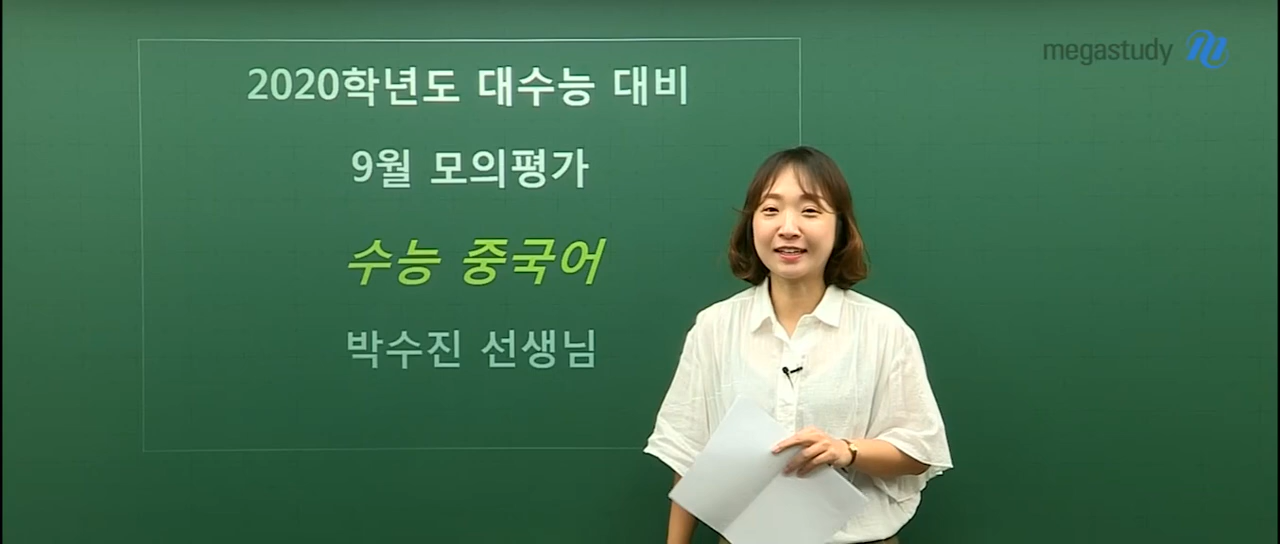 megastudy
2020학년도 대수능 대비
9월 모의평가
수능 중국어
박수진 선생님